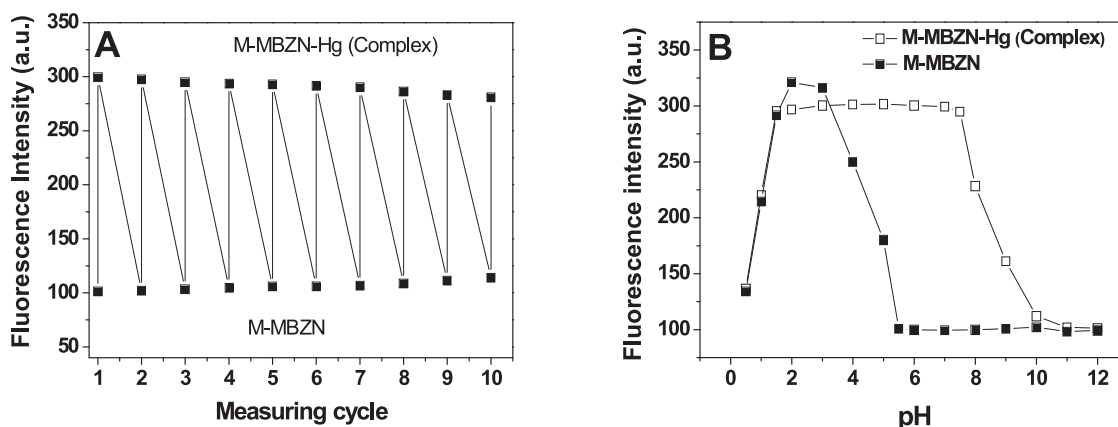 A
M-MBZN-Hg (Complex)
M-MBZN
Fluorescence Intensity (a.u.)
350
300
250
200
150
100
50
1 2 3 4 5 6 7 8 9 10
Measuring cycle
B
M-MBZN-Hg (Complex)
M-MBZN
Fluorescence intensity (a.u.)
350
300
250
200
150
100
0 2 4 6 8 10 12
pH